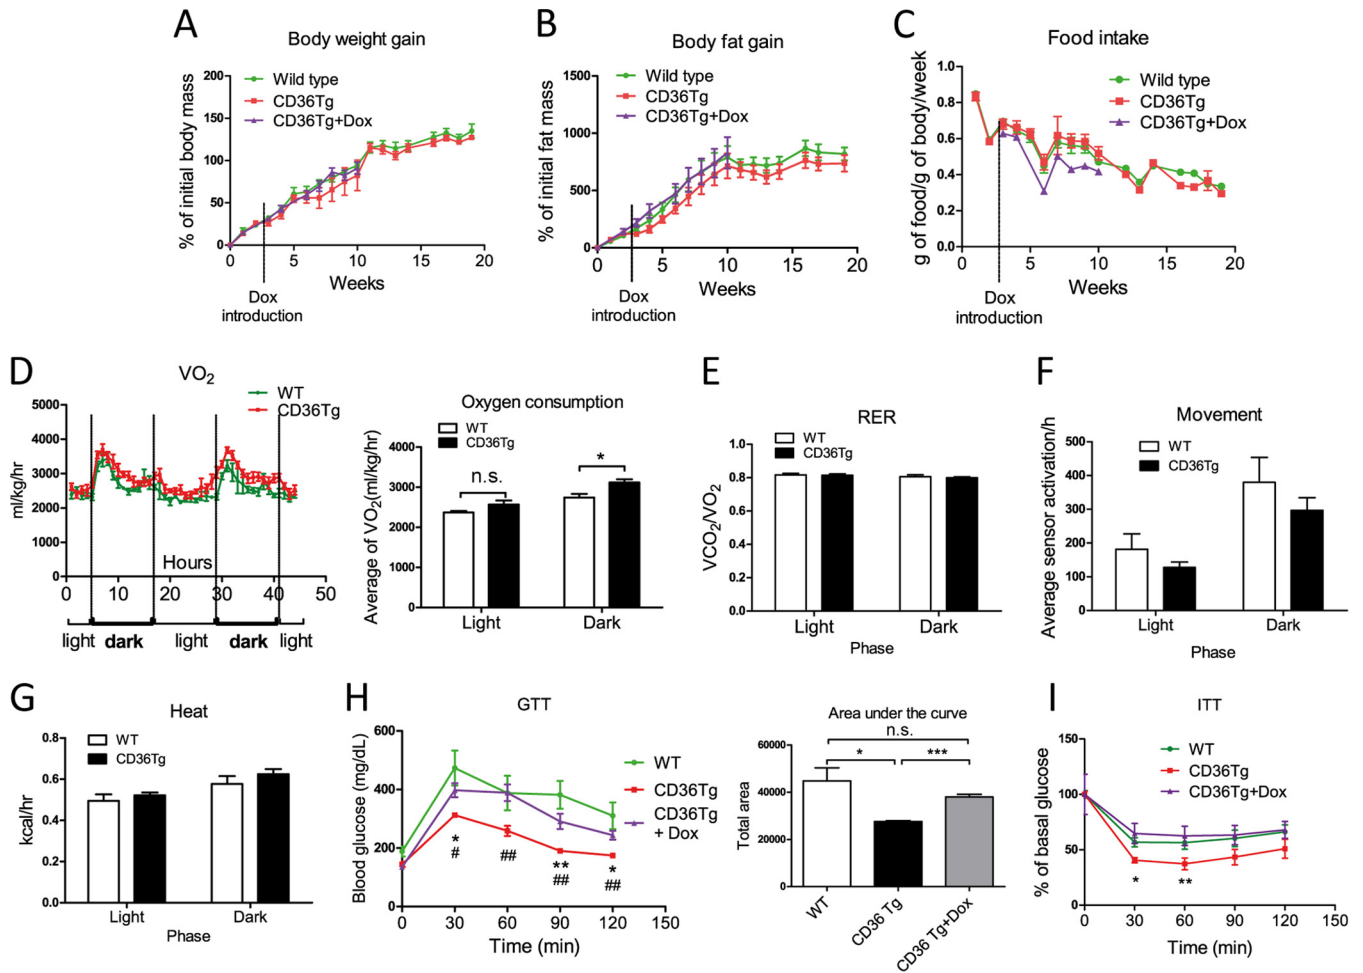 A
Body weight gain
% of initial body mass
200
150
100
50
0
Wild type
CD36Tg
CD36Tg+Dox
0
5
10
15
20
Weeks
Dox
introduction
B
Body fat gain
% of initial fat mass
1500
1000
500
0
Wild type
CD36Tg
CD36Tg+Dox
0
5
10
15
20
Weeks
Dox
introduction
C
Food intake
g of food/g of body/week
1.0
0.8
0.6
0.4
0.2
0.0
Wild type
CD36Tg
CD36Tg+Dox
0
5
10
15
20
Weeks
Dox
introduction
D
VO2
WT
CD36Tg
ml/kg/hr
5000
4000
3000
2000
1000
0
Hours
0
10
20
30
40
50
light
dark
light
dark
light
Oxygen consumption
WT
CD36Tg
Average of VO2(ml/kg/hr)
4000
3000
2000
1000
0
n.s.
*
Light
Dark
E
RER
WT
CD36Tg
VCO2/VO2
1.0
0.8
0.6
0.4
0.2
0.0
Light
Dark
Phase
F
Movement
WT
CD36Tg
Average sensor activation/h
500
400
300
200
100
0
Light
Dark
Phase
G
Heat
WT
CD36Tg
kcal/hr
0.8
0.6
0.4
0.2
0.0
Light
Dark
Phase
H
GTT
Blood glucose (mg/dL)
600
400
200
0
WT
CD36Tg
CD36Tg
+ Dox
*
#
##
**
##
*
##
0
30
60
90
120
150
Time (min)
Area under the curve
n.s.
*
***
Total area
60000
40000
20000
0
WT
CD36 Tg
CD36 Tg+Dox
I
ITT
% of basal glucose
150
100
50
0
WT
CD36Tg
CD36Tg+Dox
*
**
0
30
60
90
120
150
Time (min)